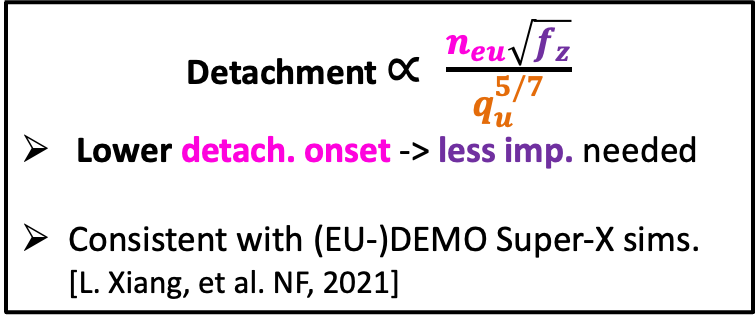 Detachment ∝ n_eu√f_z / q_u^5/7
➢ Lower detach. onset -> less imp. needed
➢ Consistent with (EU-)DEMO Super-X sims.
[L. Xiang, et al. NF, 2021]